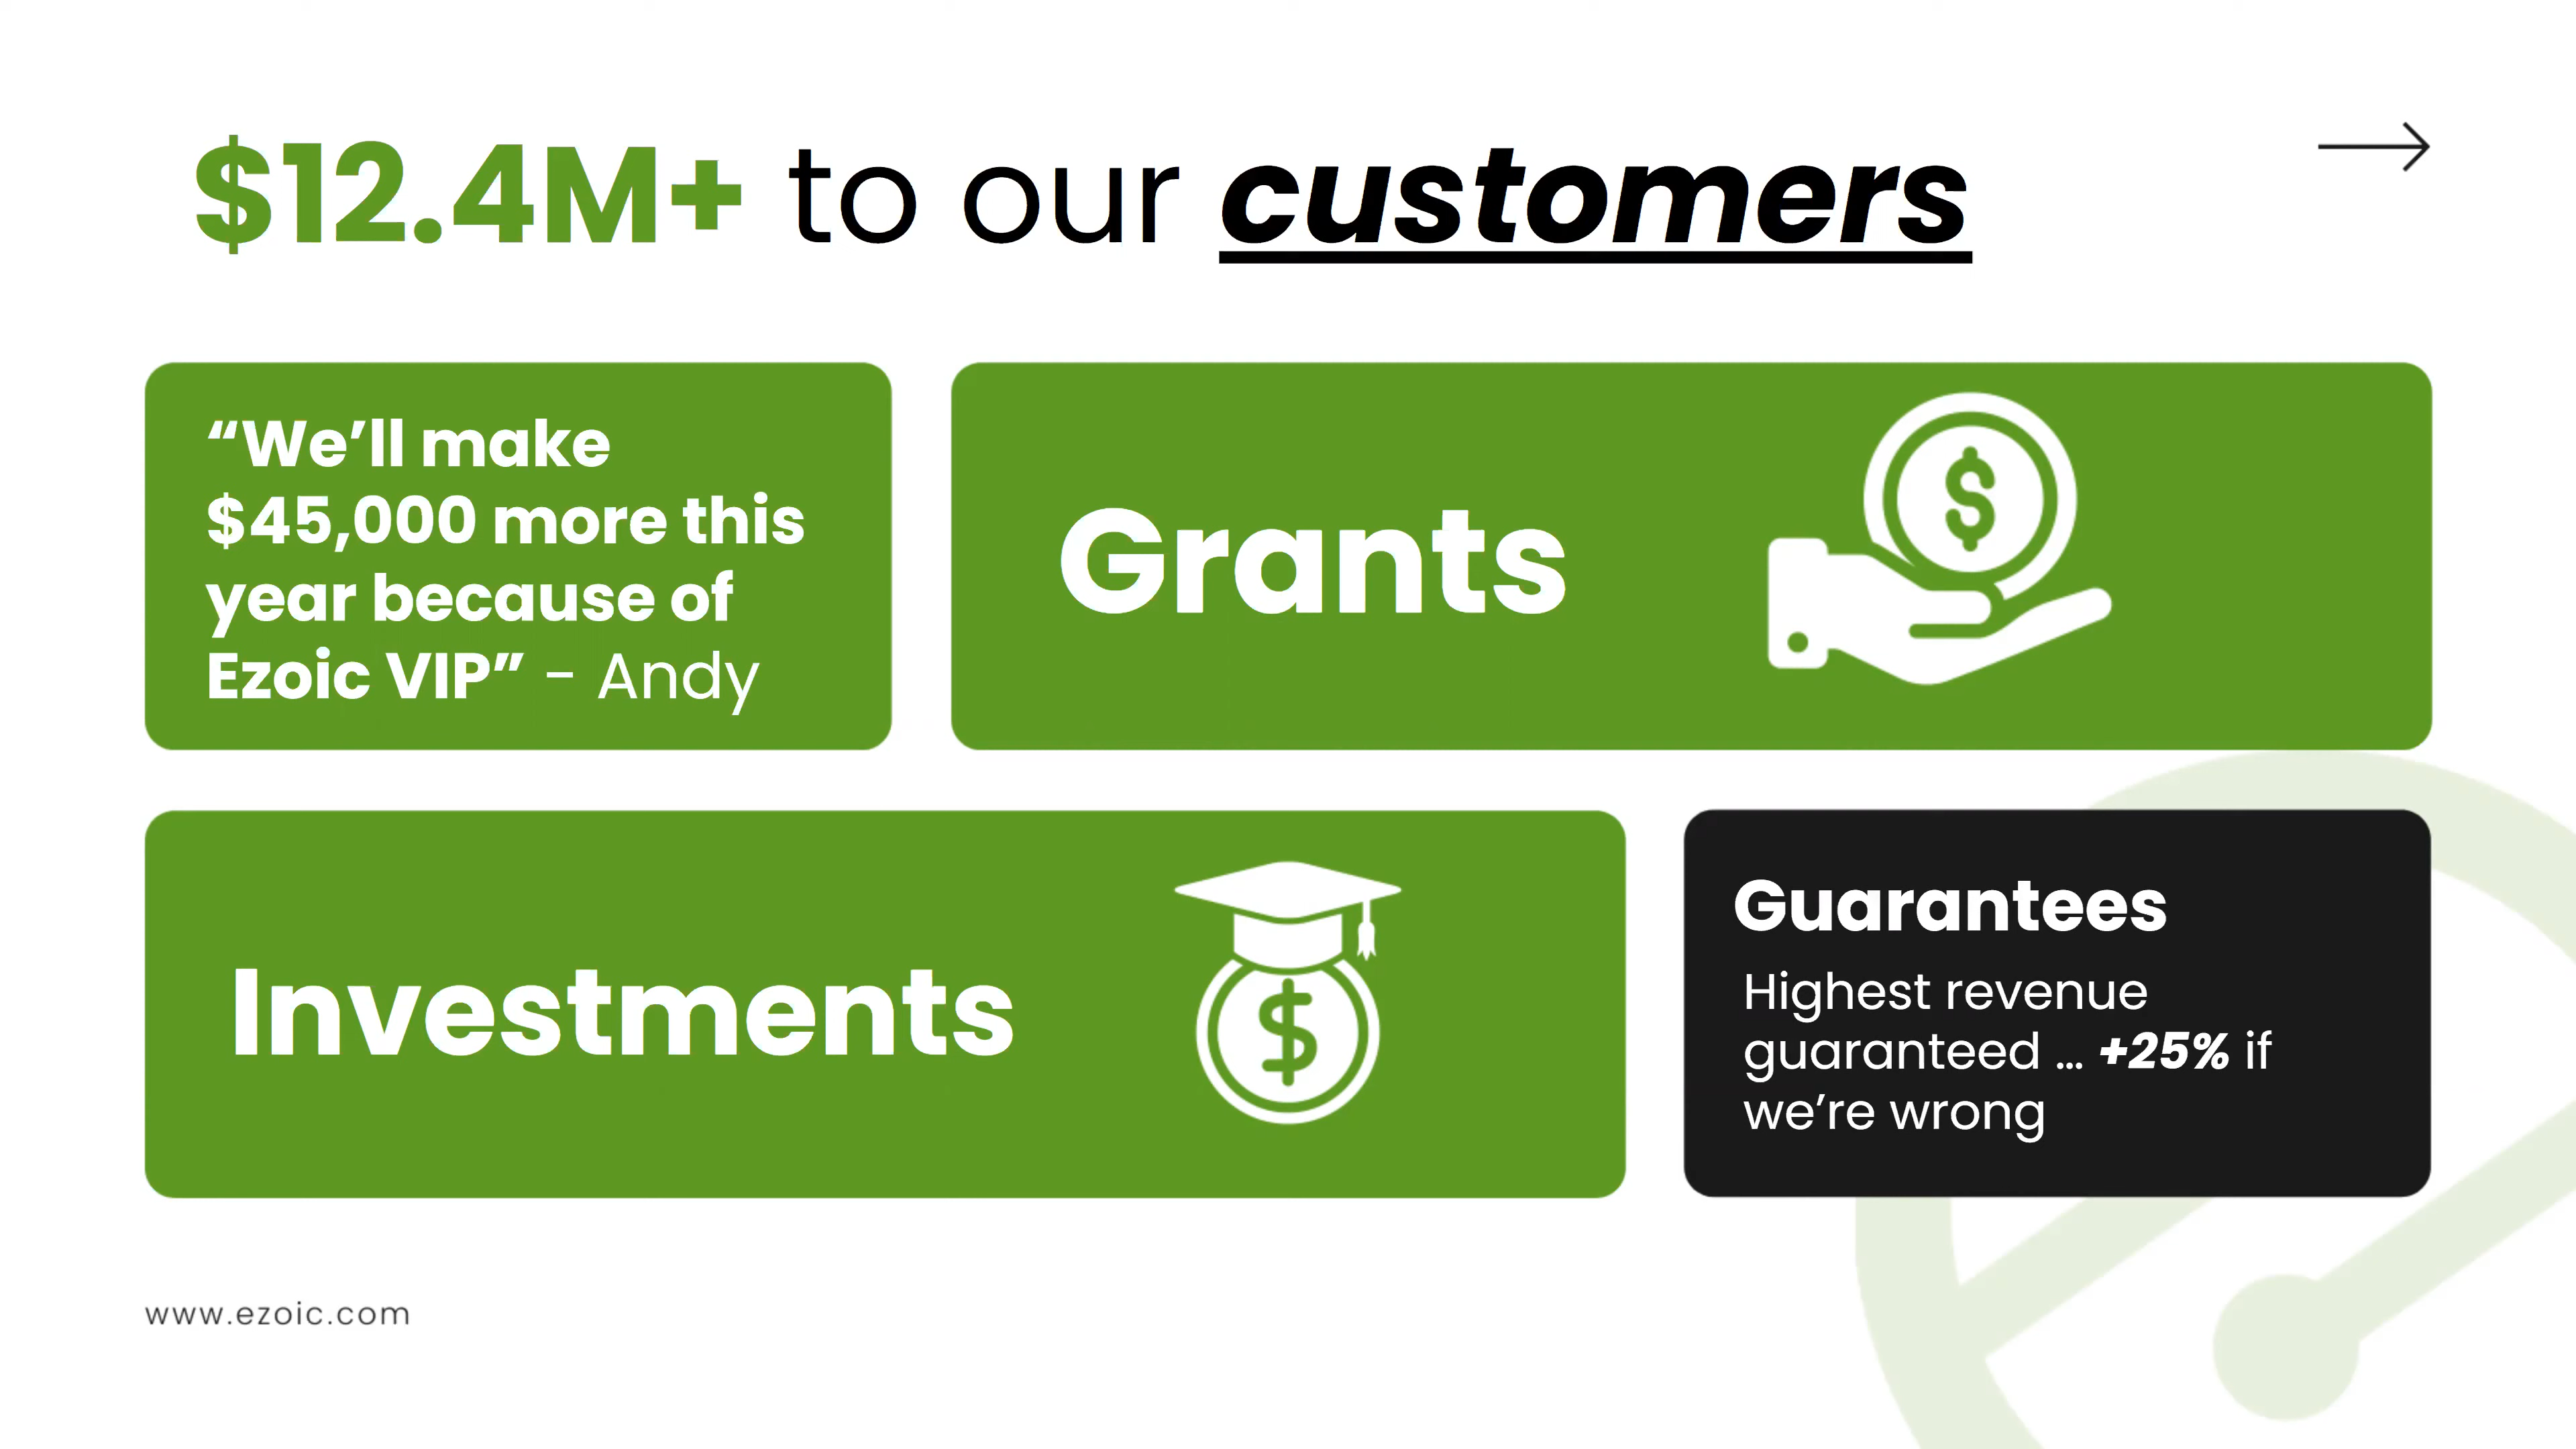 $12.4M+ to our customers
“We’ll make
$45,000 more this
year because of
Ezoic VIP” - Andy
Grants
Investments
Guarantees
Highest revenue
guaranteed ... +25% if
we’re wrong
www.ezoic.com